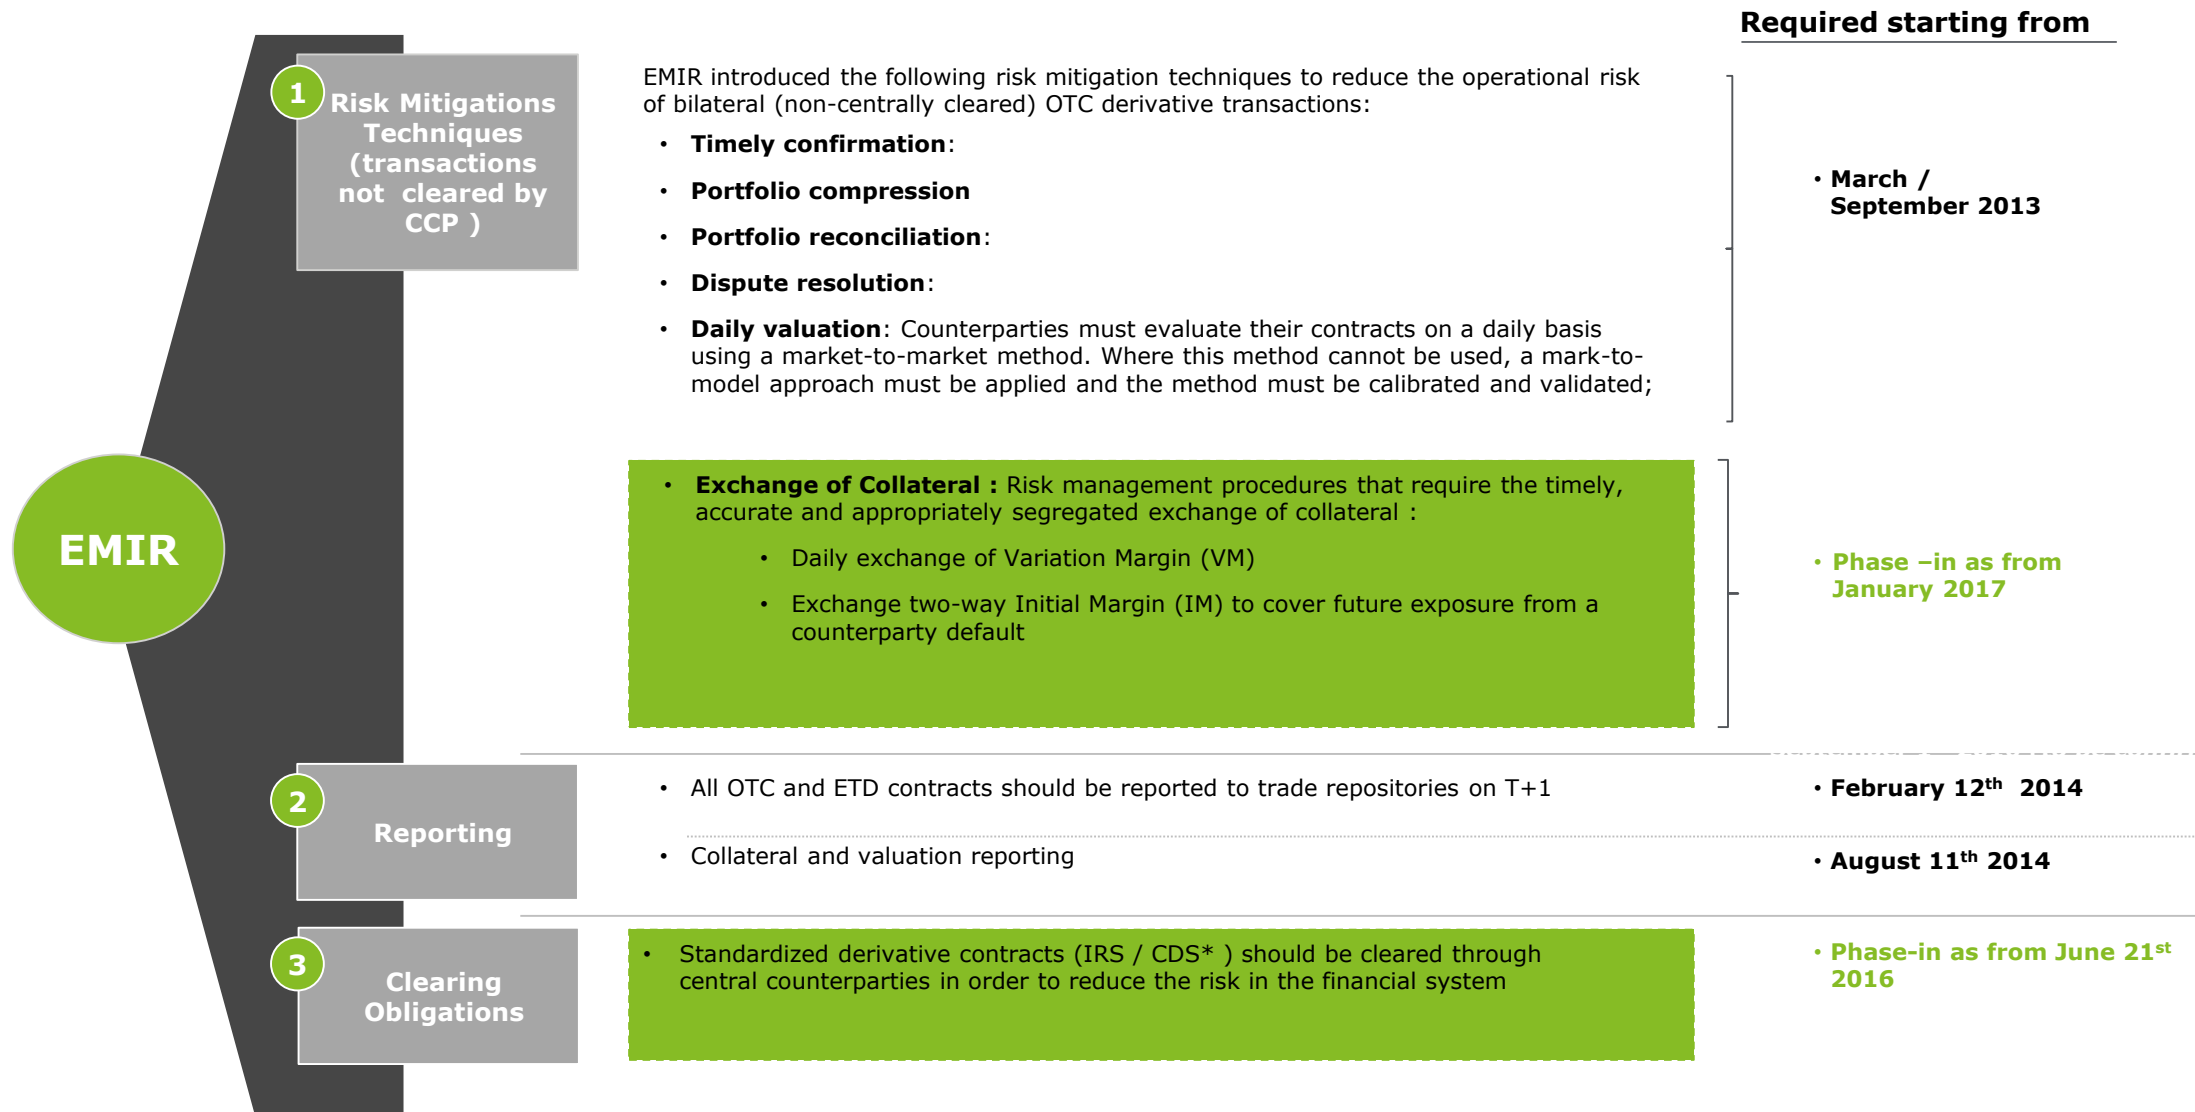 Required starting from
1
Risk Mitigations
Techniques
(transactions
not cleared by
CCP )
EMIR introduced the following risk mitigation techniques to reduce the operational risk
of bilateral (non-centrally cleared) OTC derivative transactions:
• Timely confirmation:
• Portfolio compression
• Portfolio reconciliation:
• Dispute resolution:
• Daily valuation: Counterparties must evaluate their contracts on a daily basis
using a market-to-market method. Where this method cannot be used, a mark-to-
model approach must be applied and the method must be calibrated and validated;
• March /
September 2013
EMIR
• Exchange of Collateral : Risk management procedures that require the timely,
accurate and appropriately segregated exchange of collateral :
• Daily exchange of Variation Margin (VM)
• Exchange two-way Initial Margin (IM) to cover future exposure from a
counterparty default
• Phase –in as from
January 2017
2
Reporting
• All OTC and ETD contracts should be reported to trade repositories on T+1
• February 12th 2014
• Collateral and valuation reporting
• August 11th 2014
3
Clearing
Obligations
• Standardized derivative contracts (IRS / CDS* ) should be cleared through
central counterparties in order to reduce the risk in the financial system
• Phase-in as from June 21st
2016